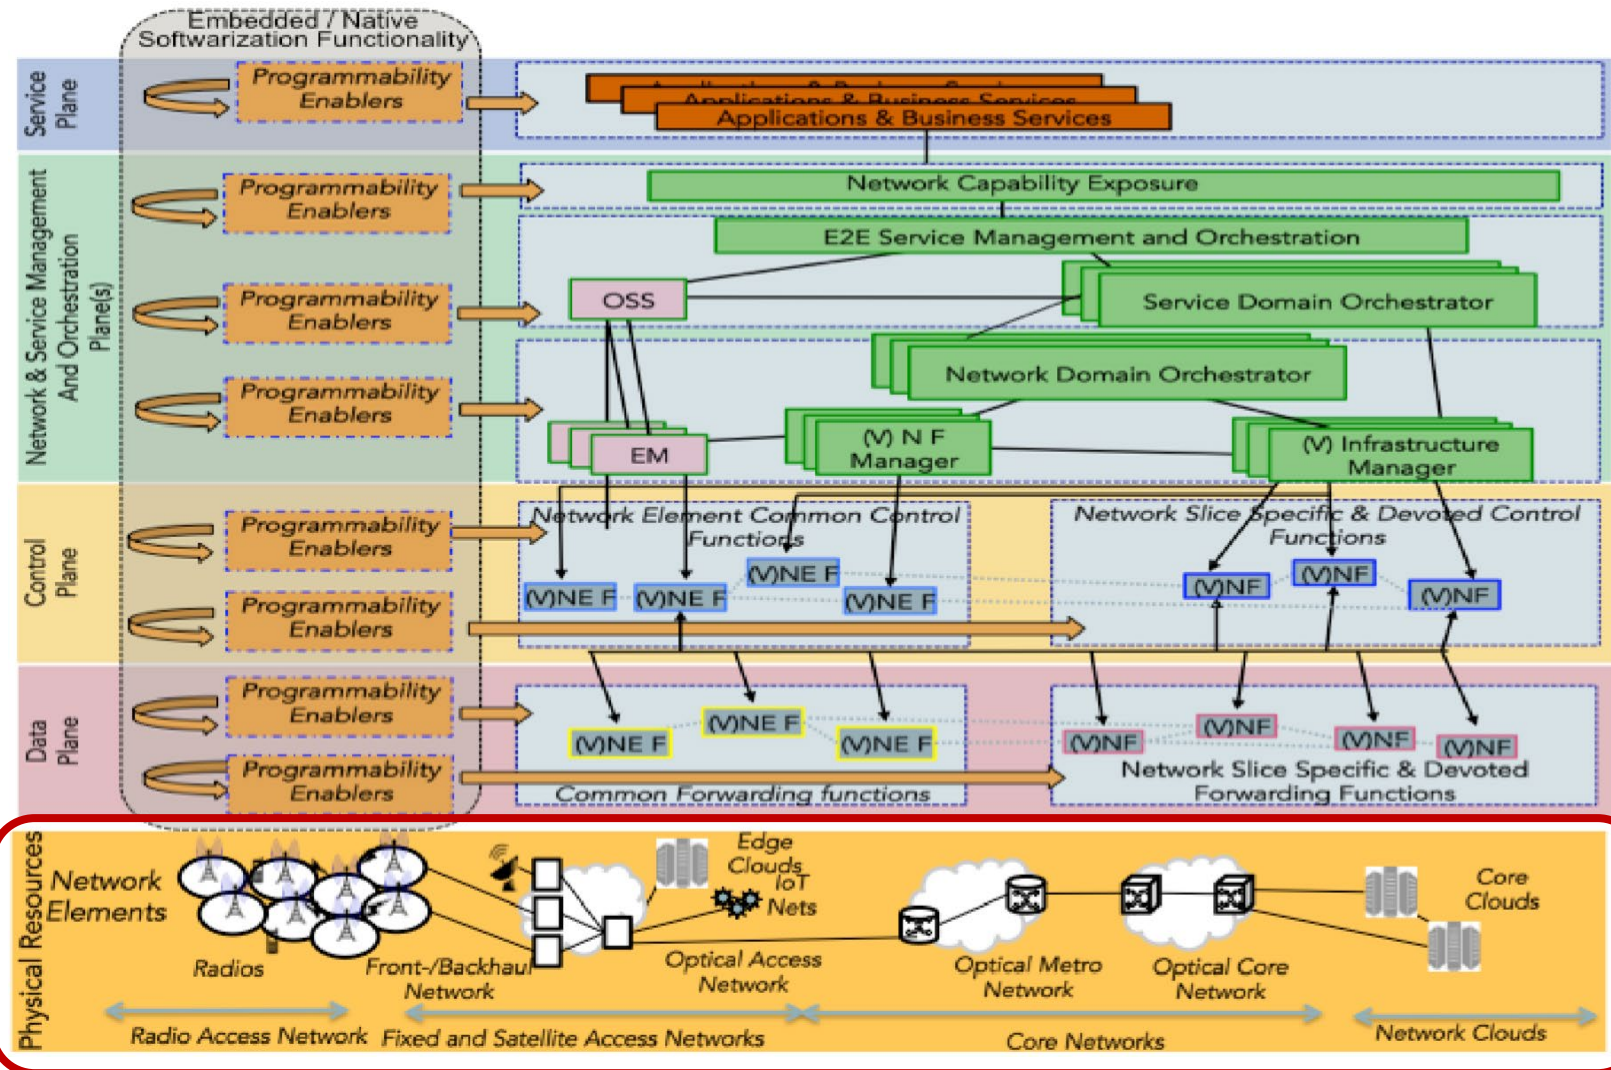 Embedded / Native
Softwarization Functionality
Service
Plane
Programmability
Enablers
Applications & Business Services
Applications & Business Services
Network & Service Management
And Orchestration
Plane(s)
Programmability
Enablers
Network Capability Exposure
E2E Service Management and Orchestration
Programmability
Enablers
OSS
Service Domain Orchestrator
Programmability
Enablers
Network Domain Orchestrator
EM
(V) N F
Manager
(V) Infrastructure
Manager
Control
Plane
Programmability
Enablers
Network Element Common Control
Functions
Network Slice Specific & Devoted Control
Functions
(V)NE F
(V)NE F
(V)NE F
(V)NE F
(V)NF
(V)NF
(V)NF
Programmability
Enablers
Data
Plane
Programmability
Enablers
(V)NE F
(V)NE F
(V)NE F
(V)NF
(V)NF
(V)NF
(V)NF
Programmability
Enablers
Common Forwarding functions
Network Slice Specific & Devoted
Forwarding Functions
Physical Resources
Network
Elements
Edge
Clouds
IoT
Nets
Core
Clouds
Radios
Front-/Backhaul
Network
Optical Access
Network
Optical Metro
Network
Optical Core
Network
Radio Access Network
Fixed and Satellite Access Networks
Core Networks
Network Clouds